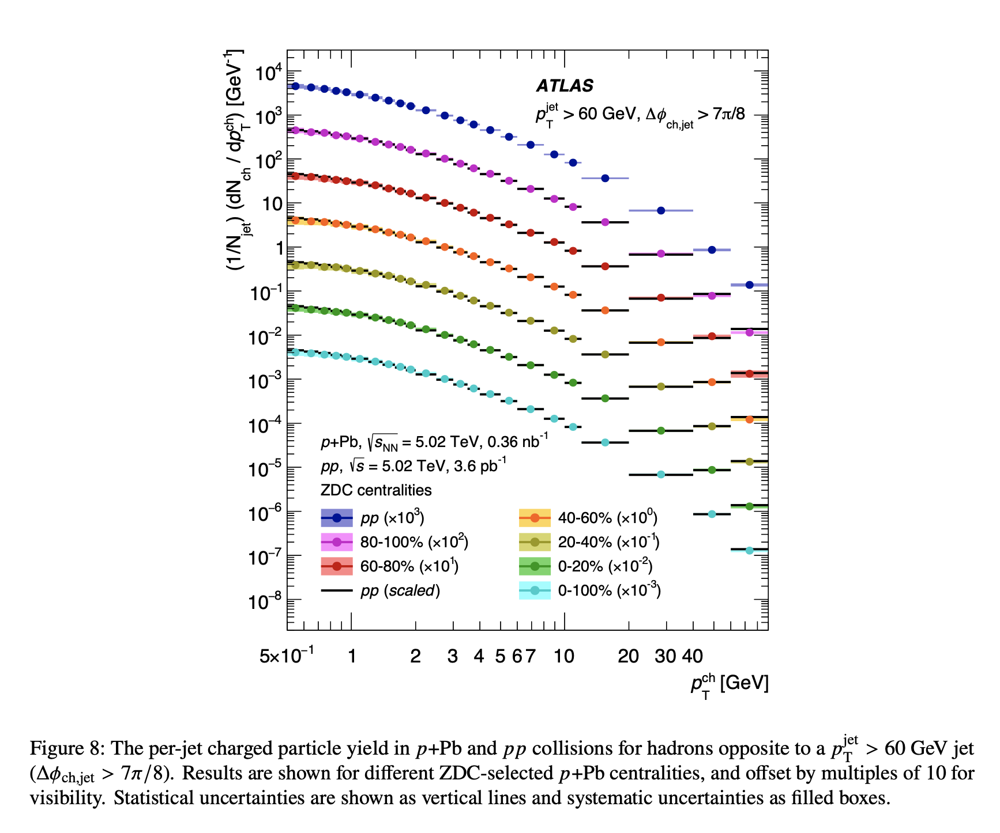 ATLAS
p_T^jet > 60 GeV, Δϕ_ch,jet > 7π/8
(1/N_jet) (dN_ch / dp_T^ch) [GeV^-1]
10^4
10^3
10^2
10
1
10^−1
10^−2
10^−3
10^−4
10^−5
10^−6
10^−7
10^−8
p+Pb, √s_NN = 5.02 TeV, 0.36 nb^-1
pp, √s = 5.02 TeV, 3.6 pb^-1
ZDC centralities
pp (×10^3)
80-100% (×10^2)
60-80% (×10^1)
pp (scaled)
40-60% (×10^0)
20-40% (×10^-1)
0-20% (×10^-2)
0-100% (×10^-3)
5×10^−1 1 2 3 4 5 6 7 10 20 30 40
p_T^ch [GeV]
Figure 8: The per-jet charged particle yield in p+Pb and pp collisions for hadrons opposite to a p_T^jet > 60 GeV jet
(Δϕ_ch,jet > 7π/8). Results are shown for different ZDC-selected p+Pb centralities, and offset by multiples of 10 for
visibility. Statistical uncertainties are shown as vertical lines and systematic uncertainties as filled boxes.